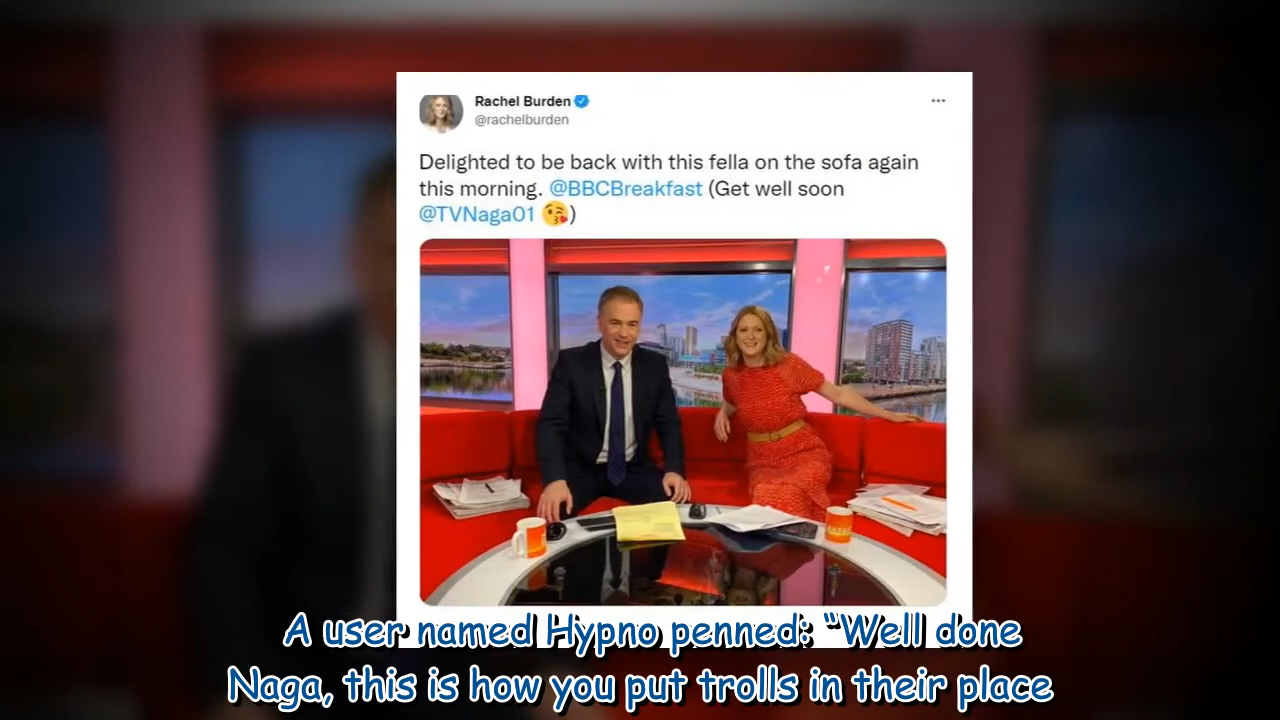 Rachel Burden
@rachelburden
Delighted to be back with this fella on the sofa again
this morning. @BBCBreakfast (Get well soon
@TVNaga01 😘)
A user named Hypno penned: “Well done
Naga, this is how you put trolls in their place